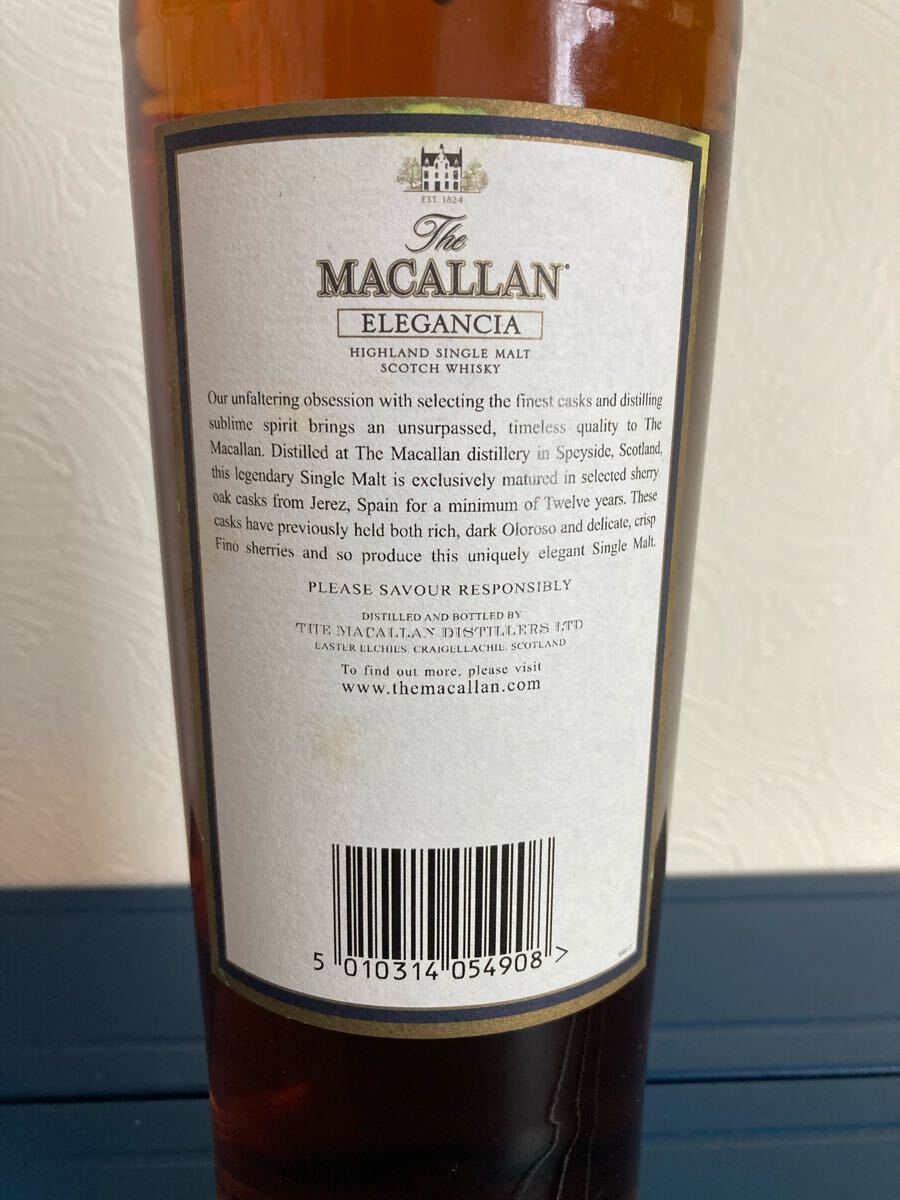 EST. 1824
The
MACALLAN
ELEGANCIA
HIGHLAND SINGLE MALT
SCOTCH WHISKY
Our unfaltering obsession with selecting the finest casks and distilling
sublime spirit brings an unsurpassed, timeless quality to The
Macallan. Distilled at The Macallan distillery in Speyside, Scotland,
this legendary Single Malt is exclusively matured in selected sherry
oak casks from Jerez, Spain for a minimum of Twelve years. These
casks have previously held both rich, dark Oloroso and delicate, crisp
Fino sherries and so produce this uniquely elegant Single Malt.
PLEASE SAVOUR RESPONSIBLY
DISTILLED AND BOTTLED BY
THE MACALLAN DISTILLERS LTD
EASTER ELCHIES, CRAIGELLACHIE, SCOTLAND
To find out more, please visit
www.themacallan.com
5 010314 054908 >